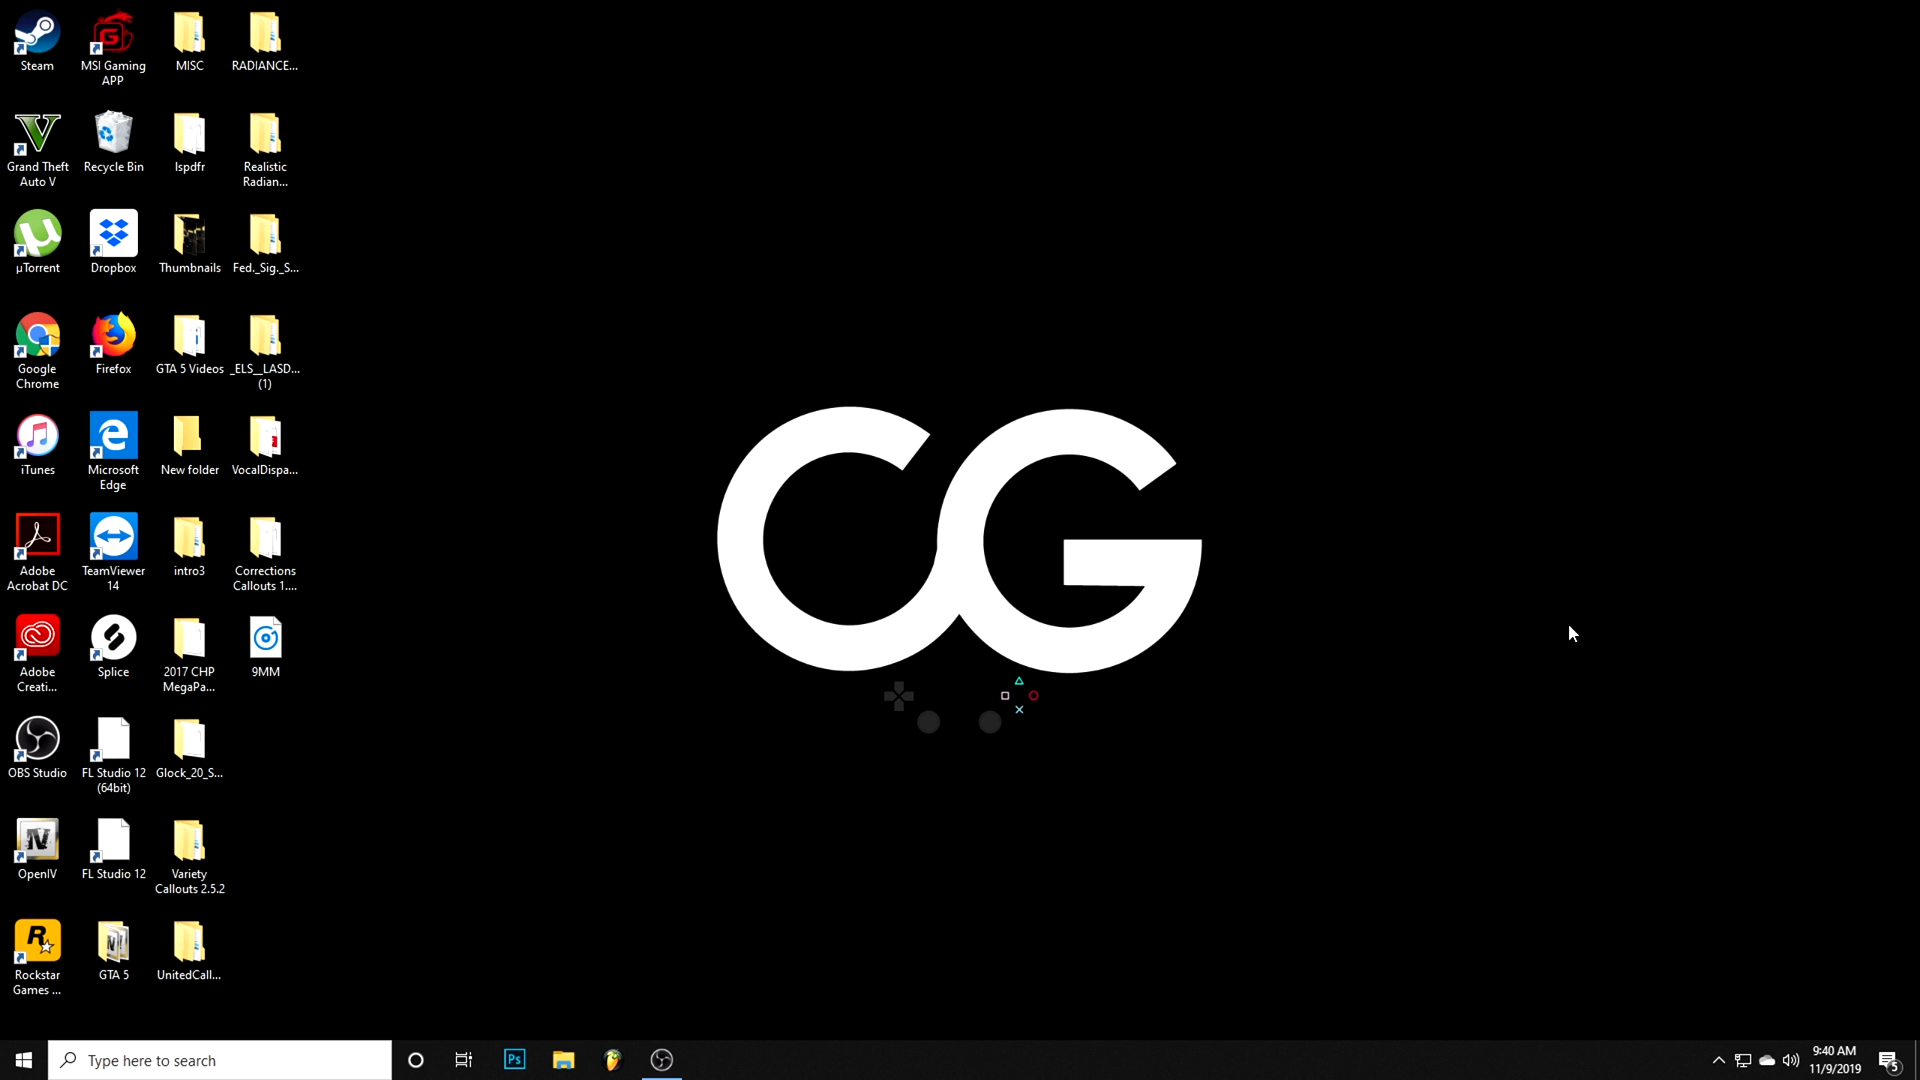 Steam
MSI Gaming
APP
MISC
RADIANCE...
Grand Theft
Auto V
Recycle Bin
lspdfr
Realistic
Radian...
µTorrent
Dropbox
Thumbnails
Fed._Sig._S...
Google
Chrome
Firefox
GTA 5 Videos
_ELS__LASD...
(1)
iTunes
Microsoft
Edge
New folder
VocalDispa...
Adobe
Acrobat DC
TeamViewer
14
intro3
Corrections
Callouts 1....
Adobe
Creati...
Splice
2017 CHP
MegaPa...
9MM
OBS Studio
FL Studio 12
(64bit)
Glock_20_S...
OpenIV
FL Studio 12
Variety
Callouts 2.5.2
Rockstar
Games ...
GTA 5
UnitedCall...
CG
Type here to search
Ps
9:40 AM
11/9/2019
5